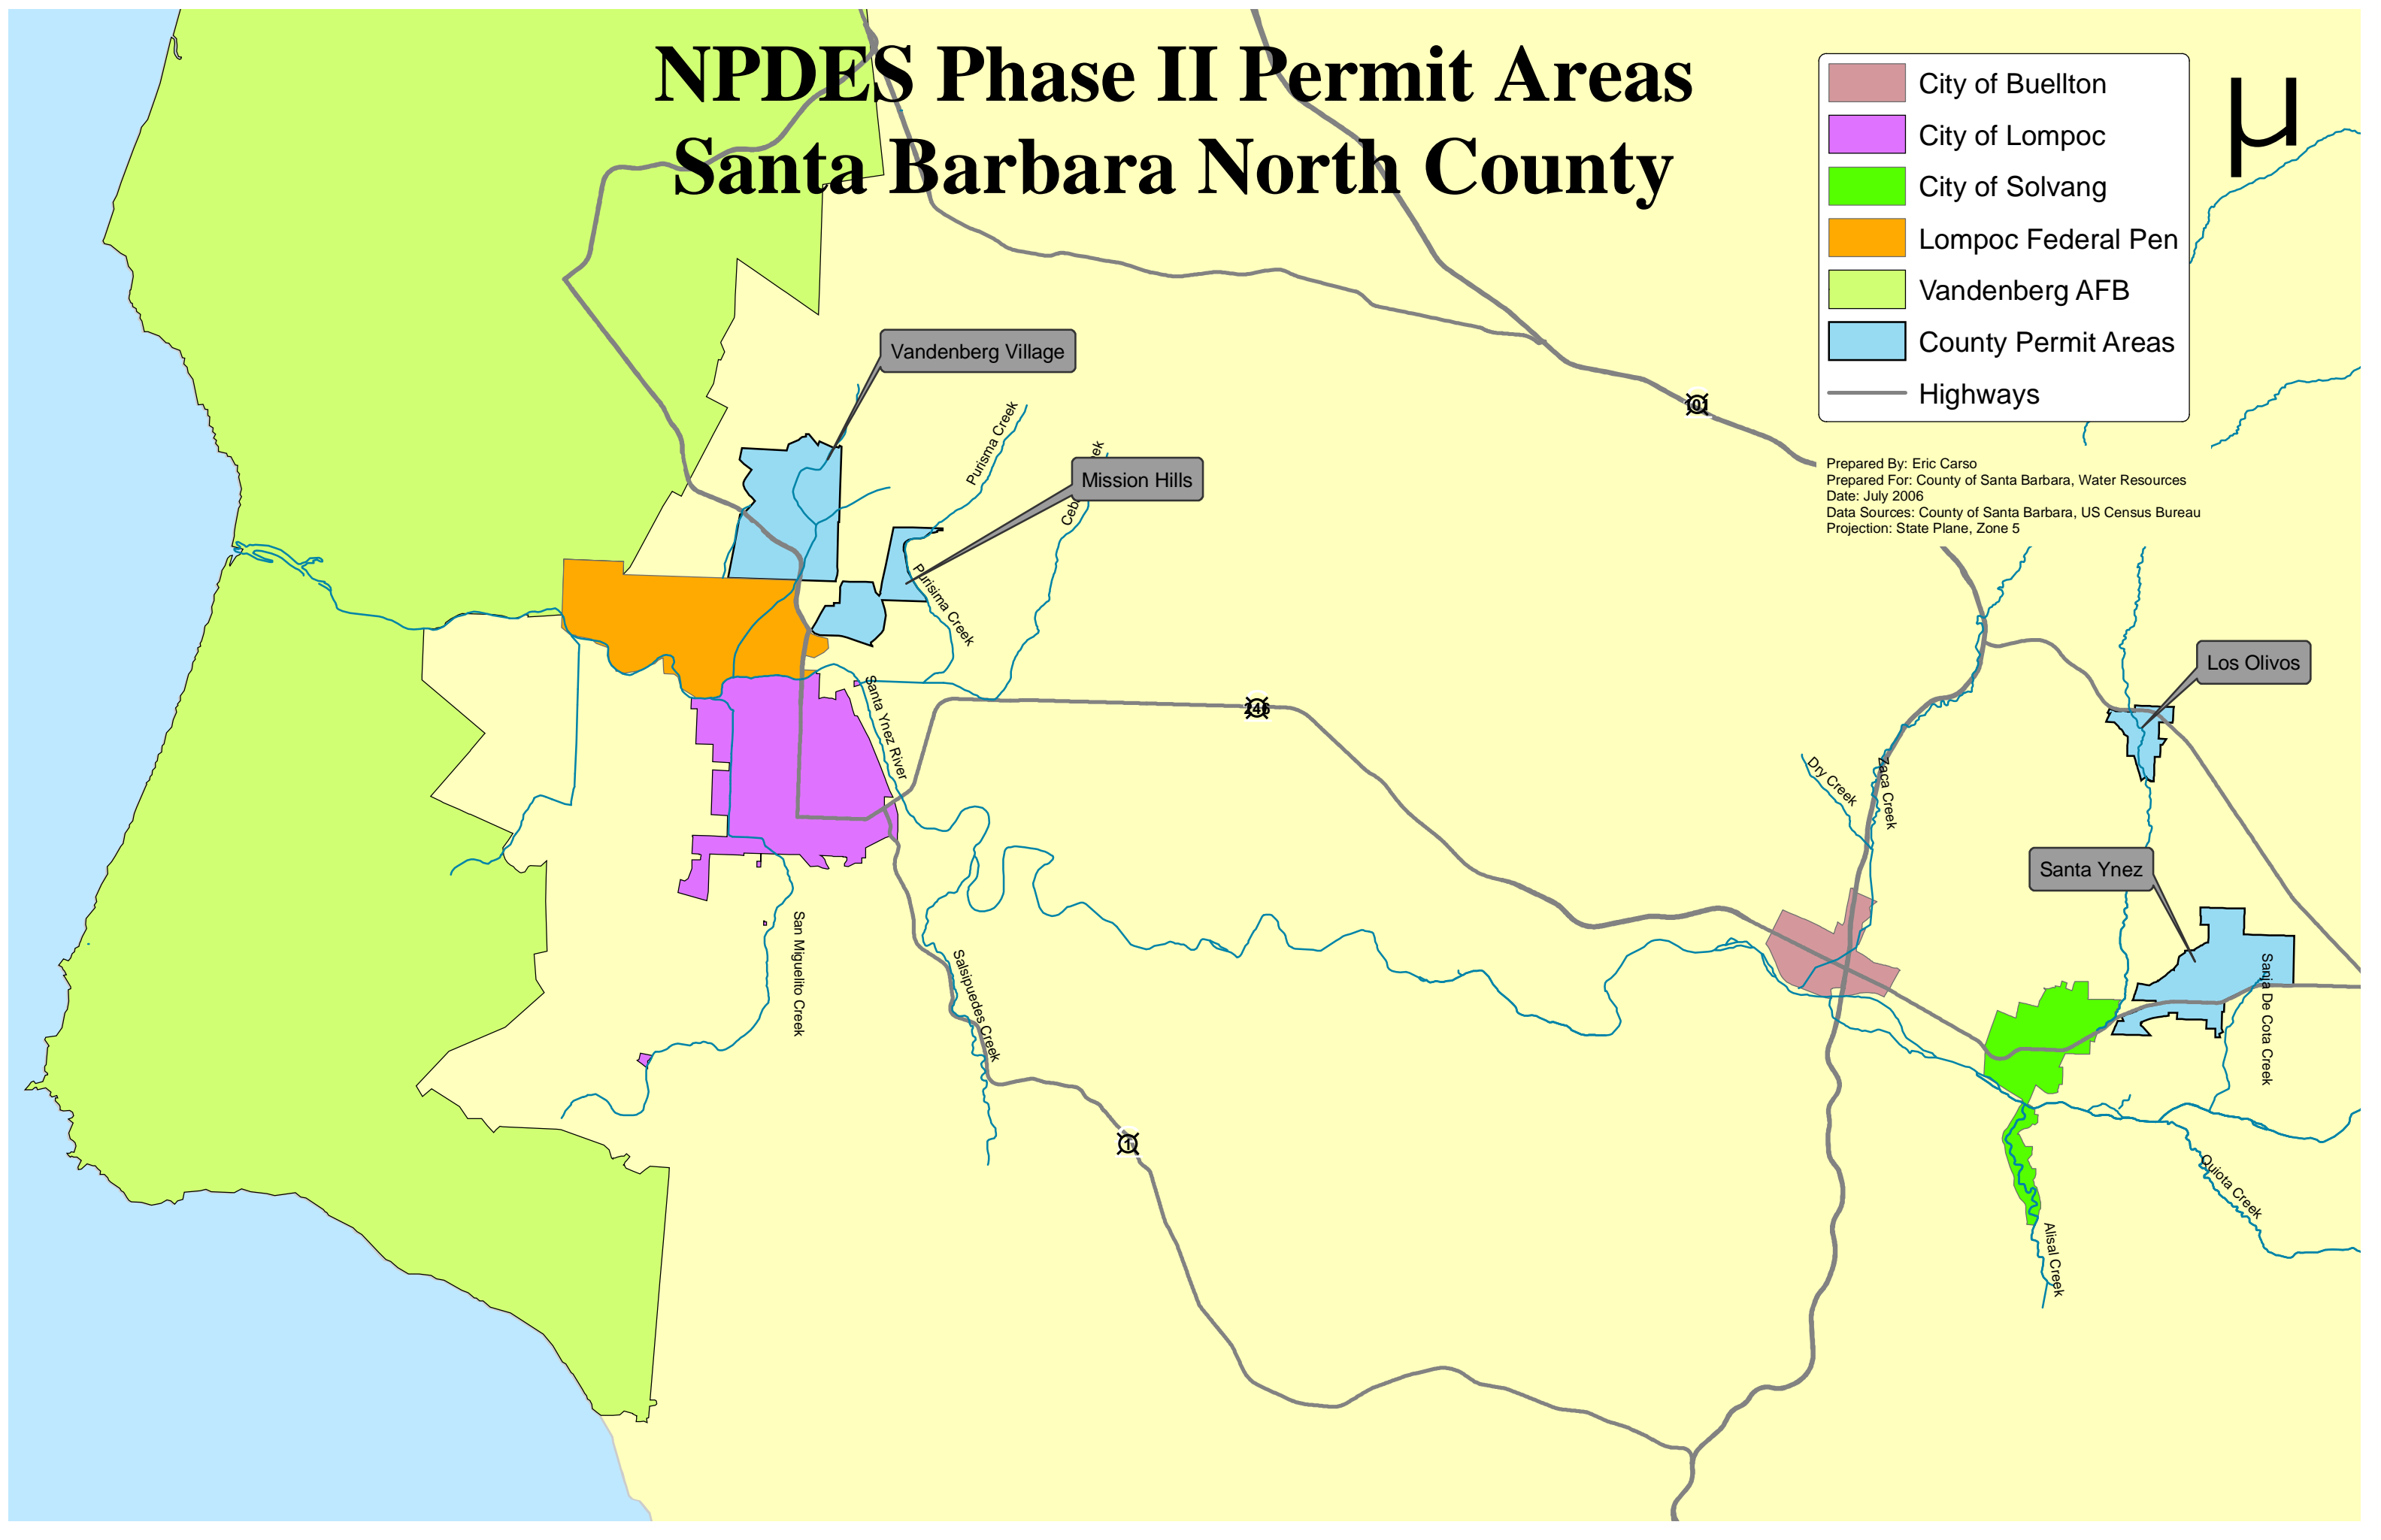 NPDES Phase II Permit Areas
Santa Barbara North County
µ
City of Buellton
City of Lompoc
City of Solvang
Lompoc Federal Pen
Vandenberg AFB
County Permit Areas
Highways
Prepared By: Eric Carso
Prepared For: County of Santa Barbara, Water Resources
Date: July 2006
Data Sources: County of Santa Barbara, US Census Bureau
Projection: State Plane, Zone 5
Vandenberg Village
Purisma Creek
101
Mission Hills
Purisima Creek
Los Olivos
Santa Ynez River
246
Dry Creek
Zaca Creek
Santa Ynez
San Miguelito Creek
Salsipuedes Creek
Sanja De Cota Creek
1
Quiota Creek
Alisal Creek